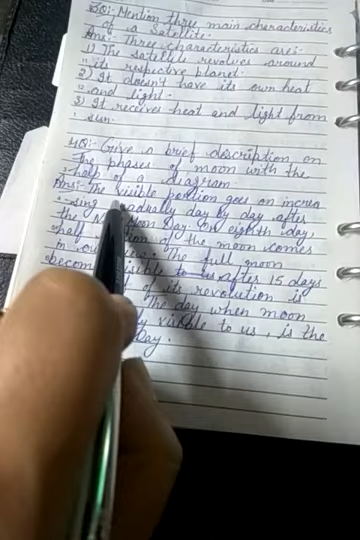 3Q:- Mention three main characteristics
of a satellite.
Ans:- Three characteristics are:-
1) The satellite revolves around
its respective planet.
2) It doesn't have its own heat
and light.
3) It receives heat and light from
sun.
4Q:- Give a brief description on
the phases of moon with the
half of a diagram
Ans:- The visible portion goes on increa
-sing gradually day by day after
the New Moon Day. On eighth day,
half of the moon comes
in The full moon
visible to us after 15 days
of its revolution is
The day when moon
visible to us, is the
Day.